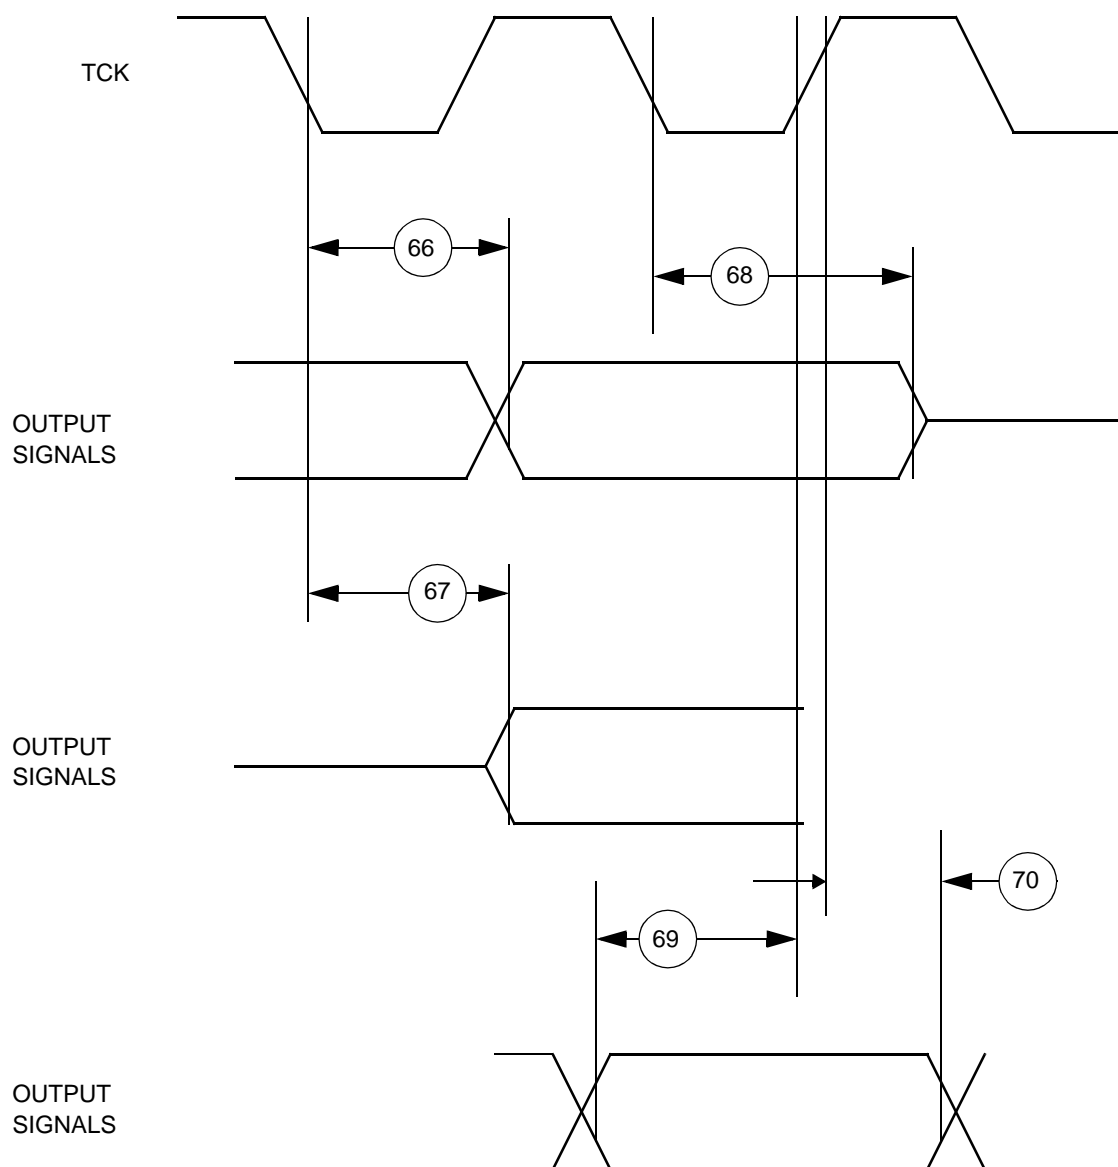 TCK
66
68
OUTPUT
SIGNALS
67
OUTPUT
SIGNALS
70
69
OUTPUT
SIGNALS